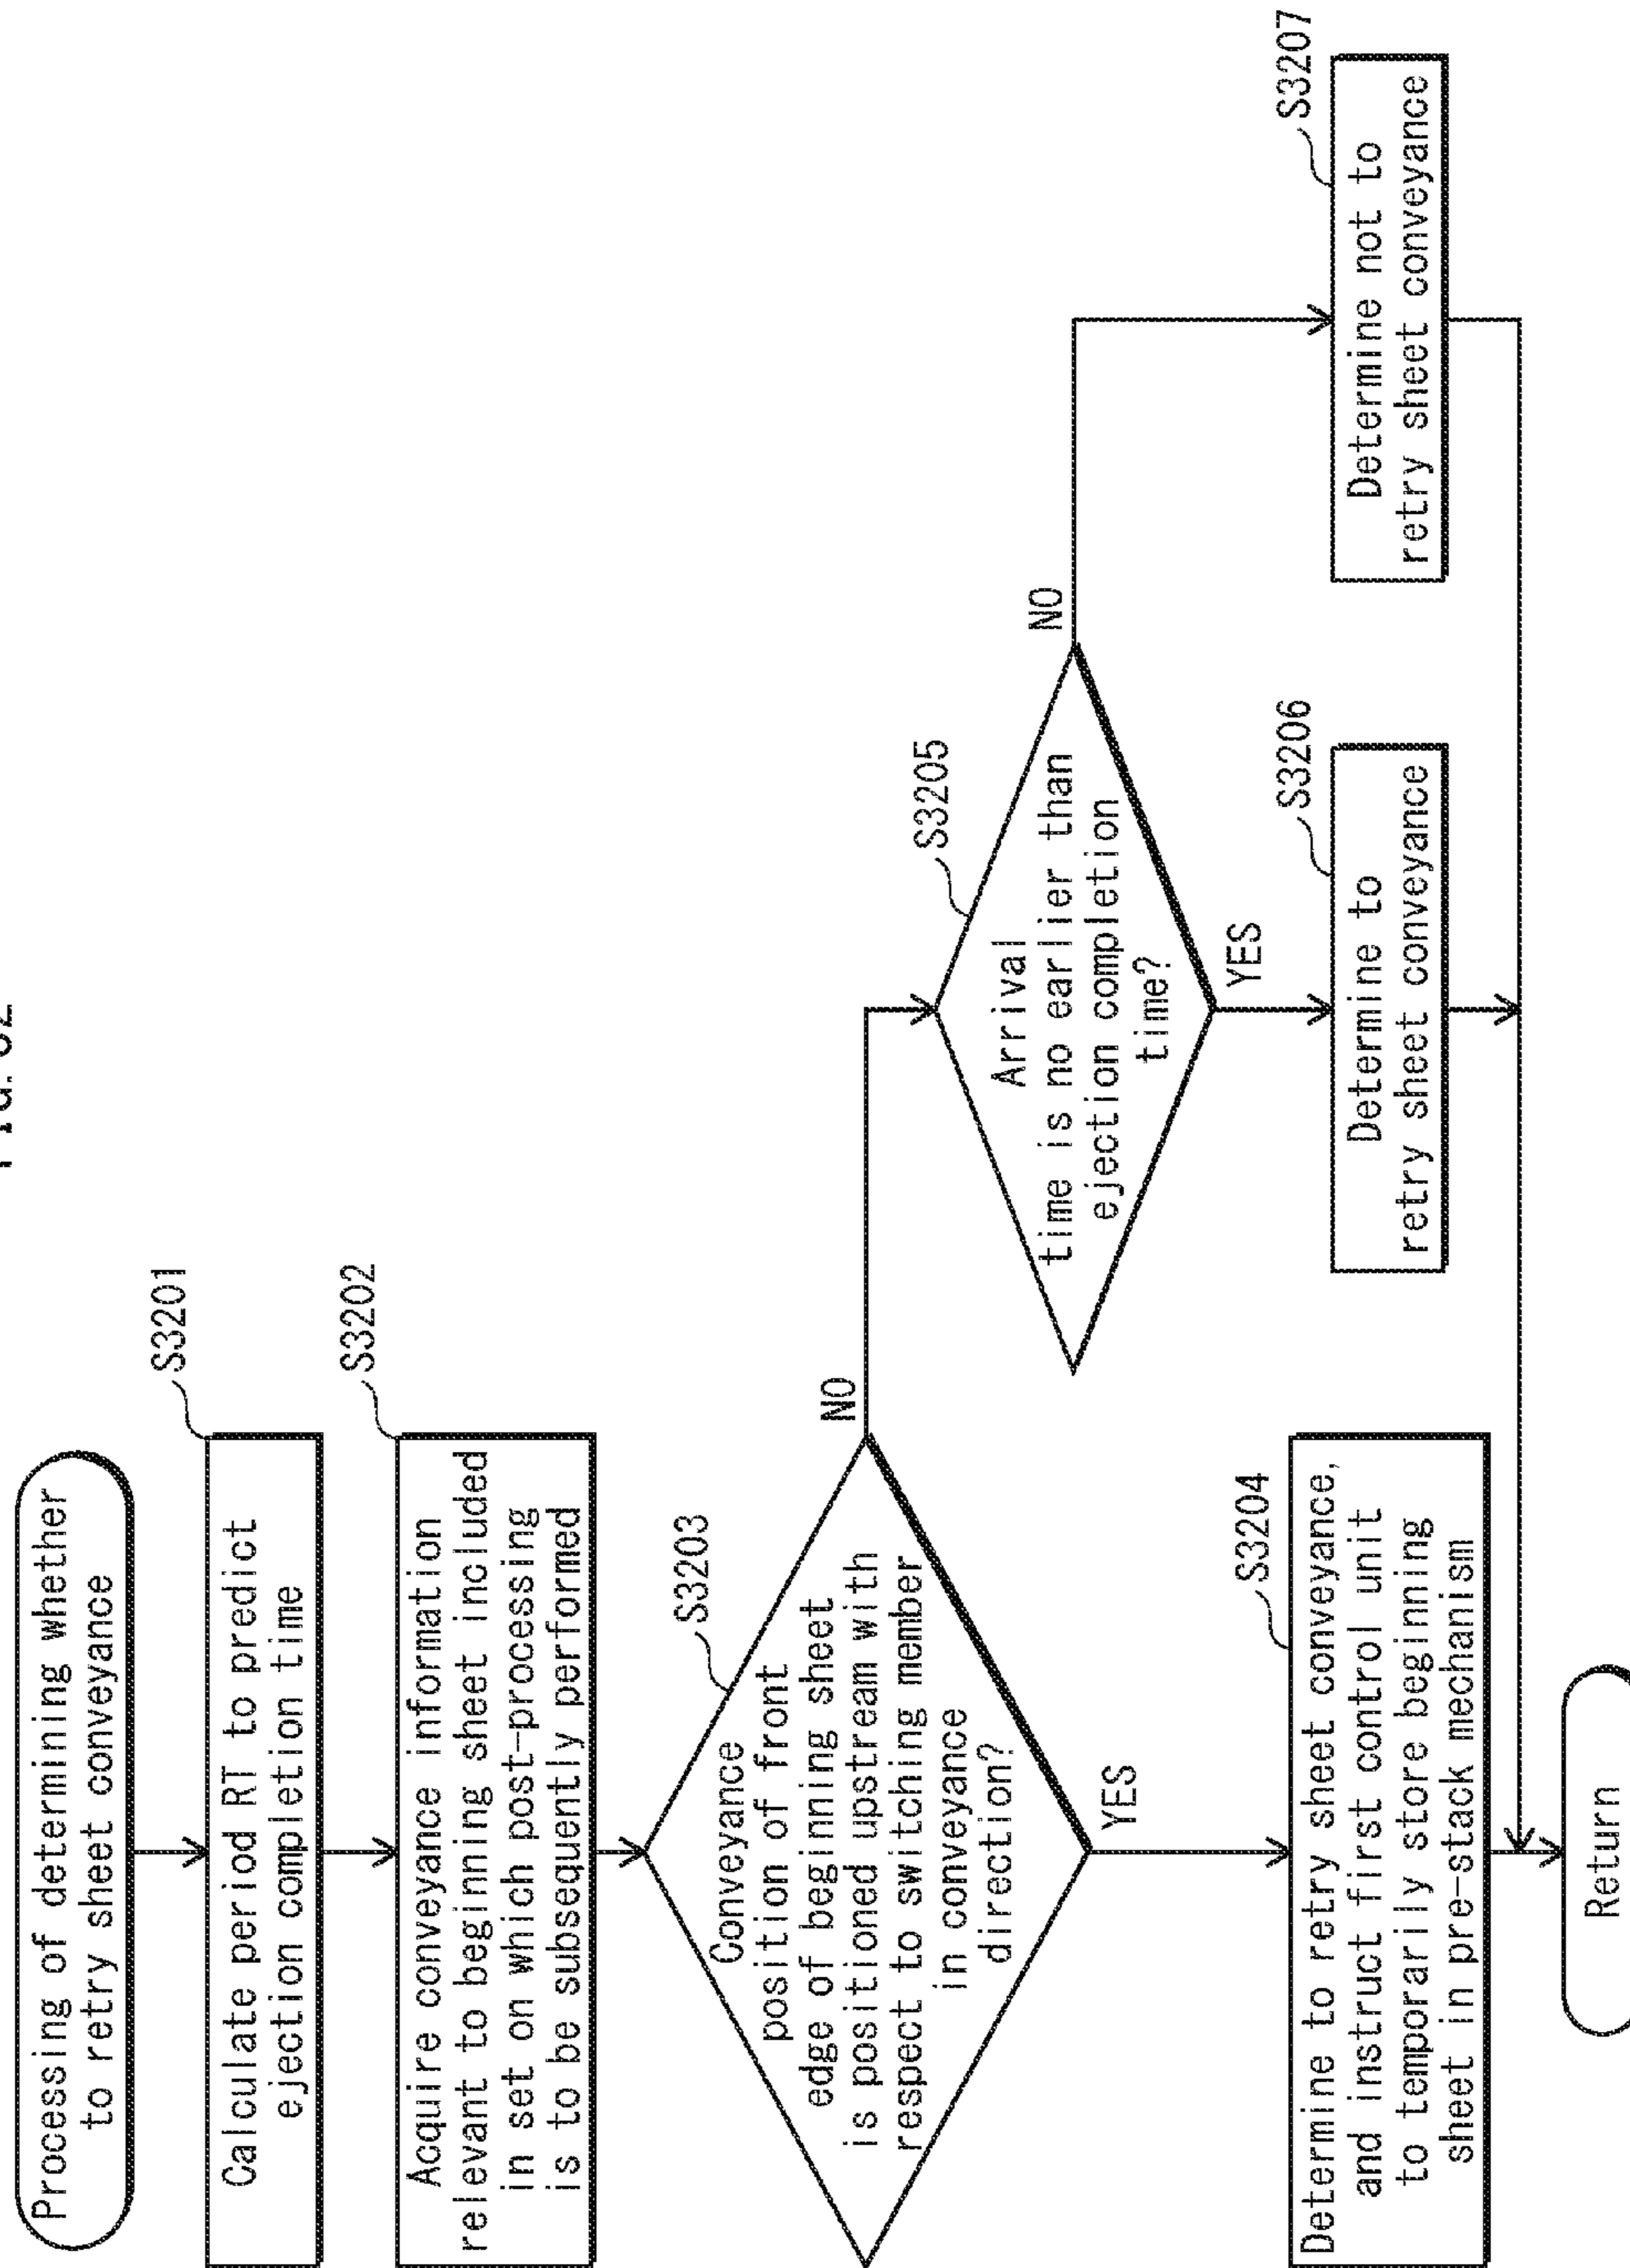 Processing of determining whether
to retry sheet conveyance
S3201
Calculate period RT to predict
ejection completion time
S3202
Acquire conveyance information
relevant to beginning sheet included
in set on which post-processing
is to be subsequently performed
S3203
Conveyance
position of front
edge of beginning sheet
is positioned upstream with
respect to switching member
in conveyance
direction?
NO
YES
S3204
Determine to retry sheet conveyance,
and instruct first control unit
to temporarily store beginning
sheet in pre-stack mechanism
S3205
Arrival
time is no earlier than
ejection completion
time?
NO
YES
S3206
Determine to
retry sheet conveyance
S3207
Determine not to
retry sheet conveyance
Return